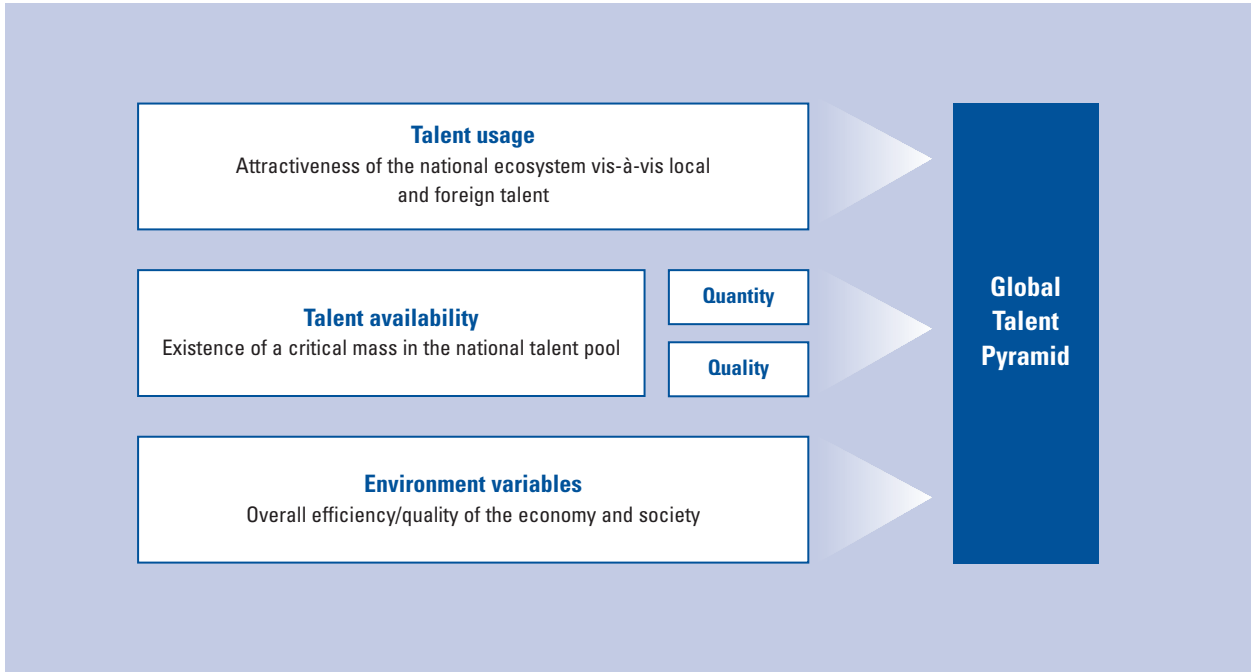 Talent usage
Attractiveness of the national ecosystem vis-à-vis local
and foreign talent
Talent availability
Existence of a critical mass in the national talent pool
Quantity
Quality
Environment variables
Overall efficiency/quality of the economy and society
Global
Talent
Pyramid